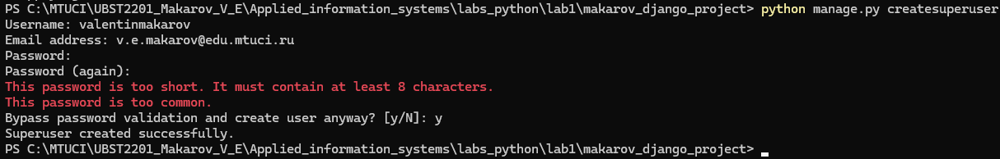 PS C:\MTUCI\UBST2201_Makarov_V_E\Applied_information_systems\labs_python\lab1\makarov_django_project> python manage.py createsuperuser
Username: valentinmakarov
Email address: v.e.makarov@edu.mtuci.ru
Password:
Password (again):
This password is too short. It must contain at least 8 characters.
This password is too common.
Bypass password validation and create user anyway? [y/N]: y
Superuser created successfully.
PS C:\MTUCI\UBST2201_Makarov_V_E\Applied_information_systems\labs_python\lab1\makarov_django_project>